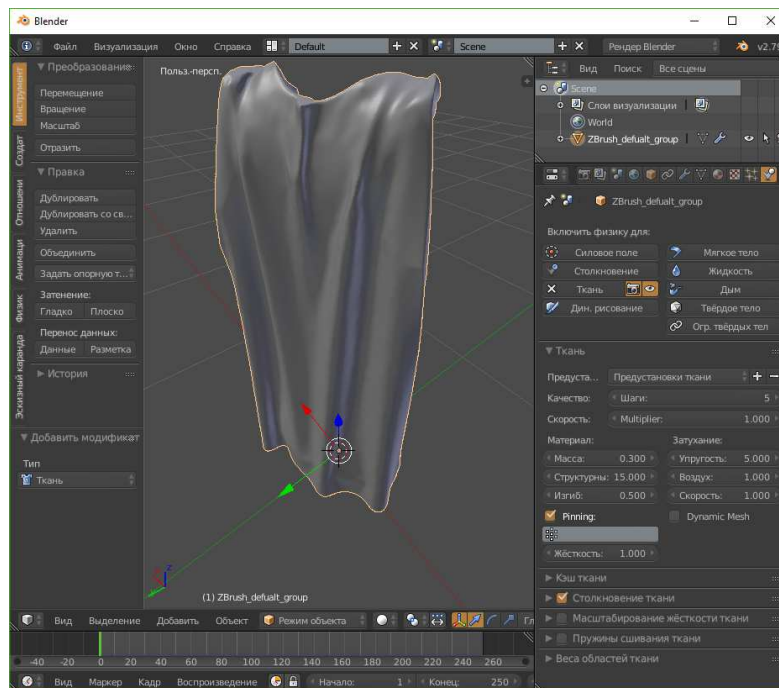 Blender
Файл Визуализация Окно Справка Default Scene Рендер Blender v2.79
Инструмент
Создат
Отношени
Анимаци
Физик
Эскизный каранда
Преобразование
Перемещение
Вращение
Масштаб
Отразить
Правка
Дублировать
Дублировать со св...
Удалить
Объединить
Задать опорную т...
Затенение:
Гладко Плоско
Перенос данных:
Данные Разметка
История
Добавить модификат
Тип
Ткань
Польз.-персп.
(1) ZBrush_defualt_group
Вид Выделение Добавить Объект Режим объекта Гл
-40 -20 0 20 40 60 80 100 120 140 160 180 200 220 240 260
Вид Маркер Кадр Воспроизведение Начало: 1 Конец: 250
Вид Поиск Все сцены
Scene
Слои визуализации
World
ZBrush_defualt_group
ZBrush_defualt_group
Включить физику для:
Силовое поле Мягкое тело
Столкновение Жидкость
Ткань Дым
Дин. рисование Твёрдое тело
Огр. твёрдых тел
Ткань
Предуста... Предустановки ткани
Качество: Шаги: 5
Скорость: Multiplier: 1.000
Материал: Затухание:
Масса: 0.300 Упругость: 5.000
Структурны: 15.000 Воздух: 1.000
Изгиб: 0.500 Скорость: 1.000
Pinning: Dynamic Mesh
Жёсткость: 1.000
Кэш ткани
Столкновение ткани
Масштабирование жёсткости ткани
Пружины сшивания ткани
Веса областей ткани